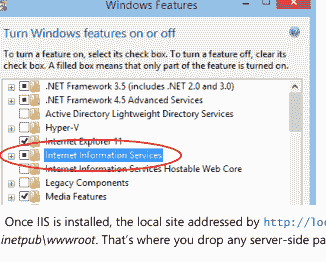 Windows Features
Turn Windows features on or off
To turn a feature on, select its check box. To turn a feature off, clear its
check box. A filled box means that only part of the feature is turned on.
.NET Framework 3.5 (includes .NET 2.0 and 3.0)
.NET Framework 4.5 Advanced Services
Active Directory Lightweight Directory Services
Hyper-V
Internet Explorer 11
Internet Information Services
Internet Information Services Hostable Web Core
Legacy Components
Media Features
Once IIS is installed, the local site addressed by http://loc
inetpub\wwwroot. That's where you drop any server-side pa